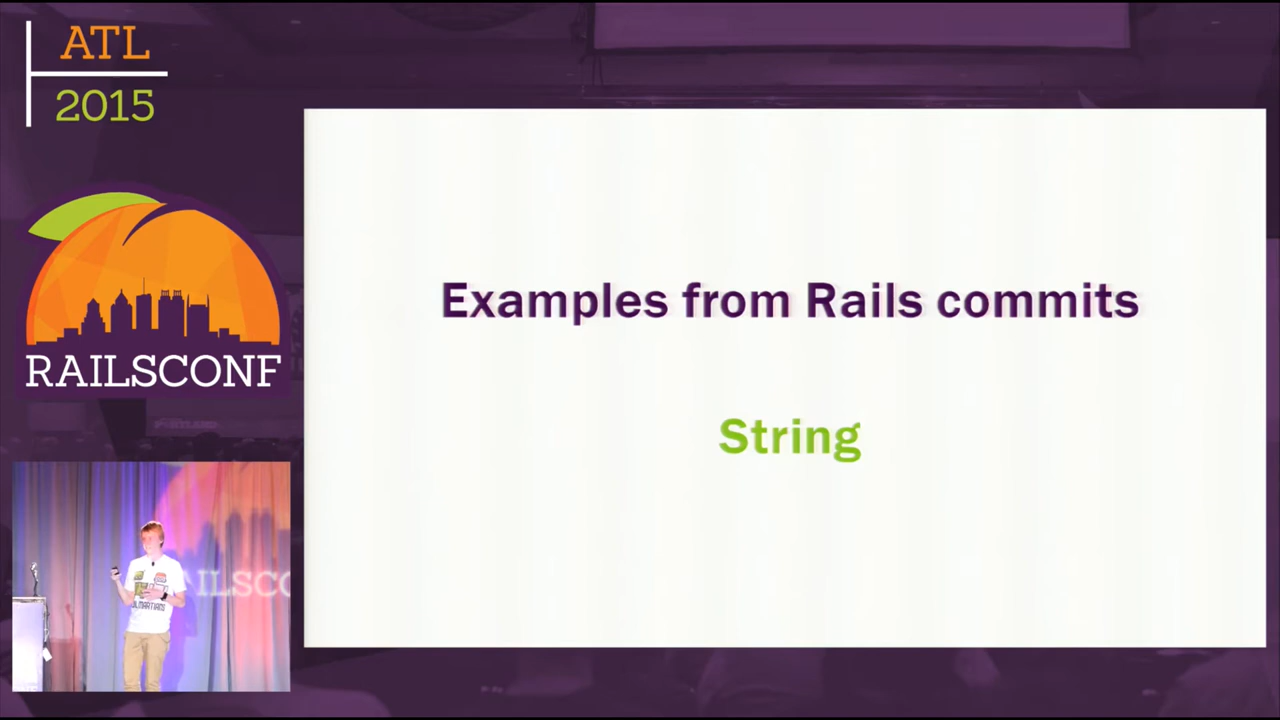 ATL
2015
RAILSCONF
Examples from Rails commits
String